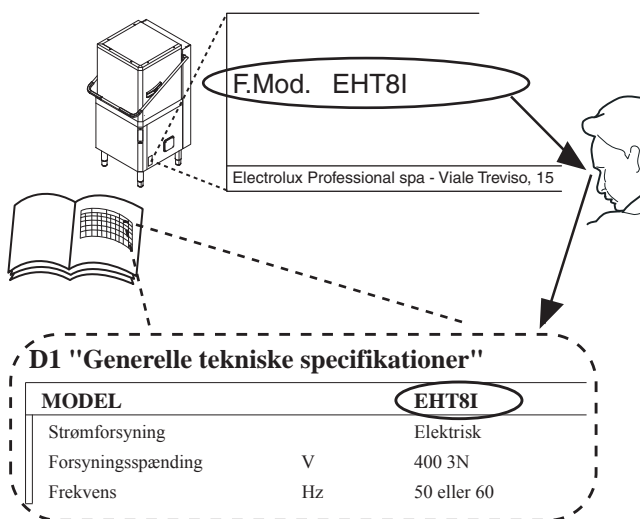 F.Mod. EHT8I
Electrolux Professional spa - Viale Treviso, 15
D1 "Generelle tekniske specifikationer"
MODEL EHT8I
Strømforsyning Elektrisk
Forsyningsspænding V 400 3N
Frekvens Hz 50 eller 60